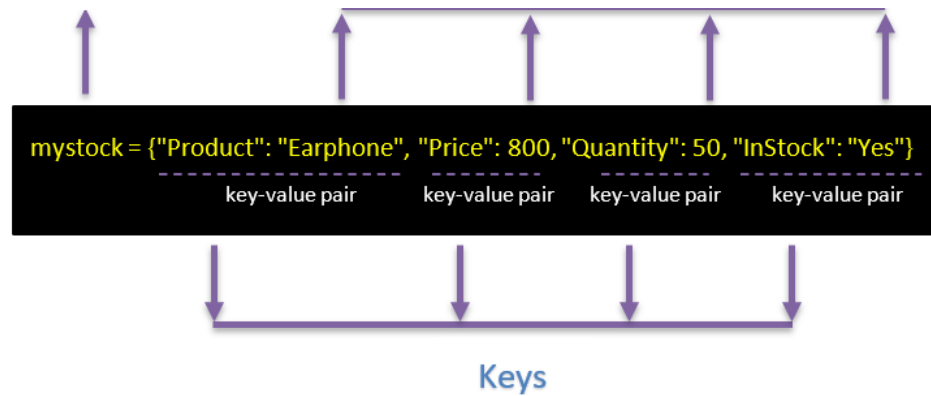 mystock = {"Product": "Earphone", "Price": 800, "Quantity": 50, "InStock": "Yes"}
key-value pair key-value pair key-value pair key-value pair
Keys